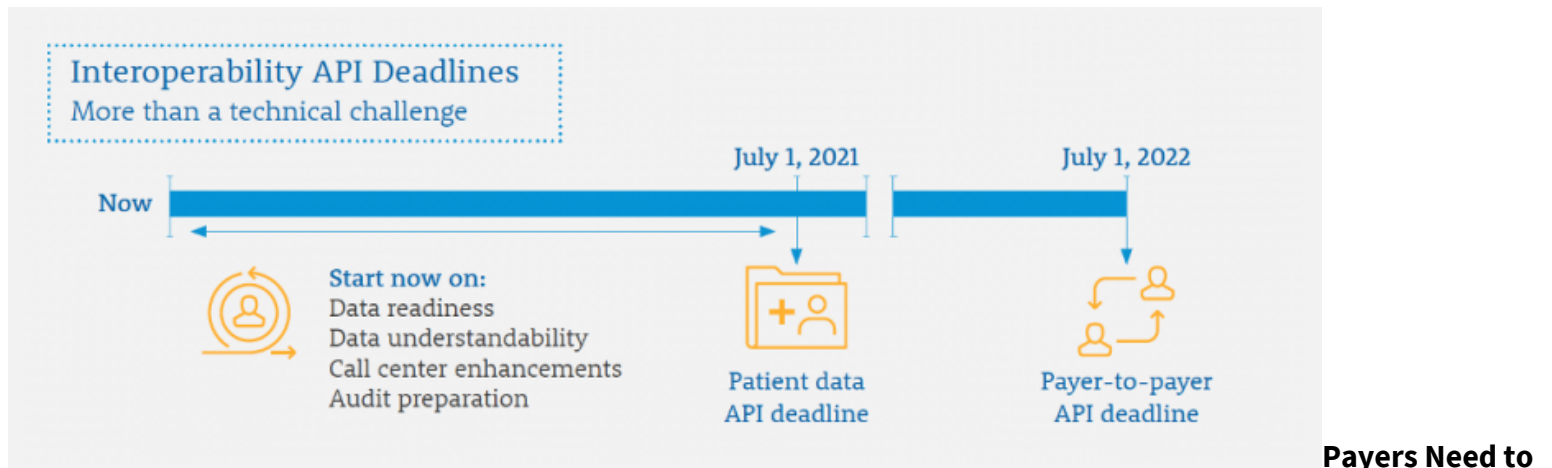 Interoperability API Deadlines
More than a technical challenge
July 1, 2021
July 1, 2022
Now
Start now on:
Data readiness
Data understandability
Call center enhancements
Audit preparation
Patient data
API deadline
Payer-to-payer
API deadline
Payers Need to